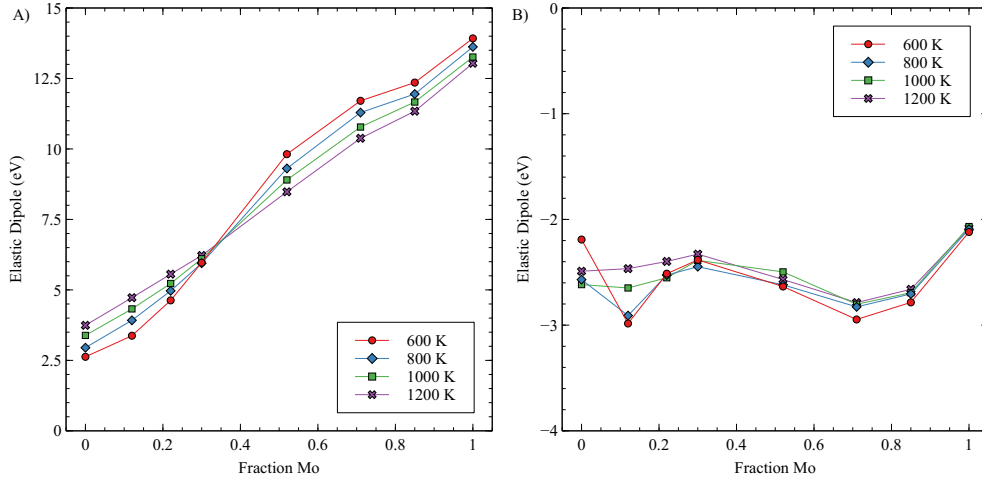 A)
15
12.5
10
7.5
5
2.5
0
Elastic Dipole (eV)
0
0.2
0.4
0.6
0.8
1
Fraction Mo
600 K
800 K
1000 K
1200 K
B)
0
−1
−2
−3
−4
Elastic Dipole (eV)
0
0.2
0.4
0.6
0.8
1
Fraction Mo
600 K
800 K
1000 K
1200 K